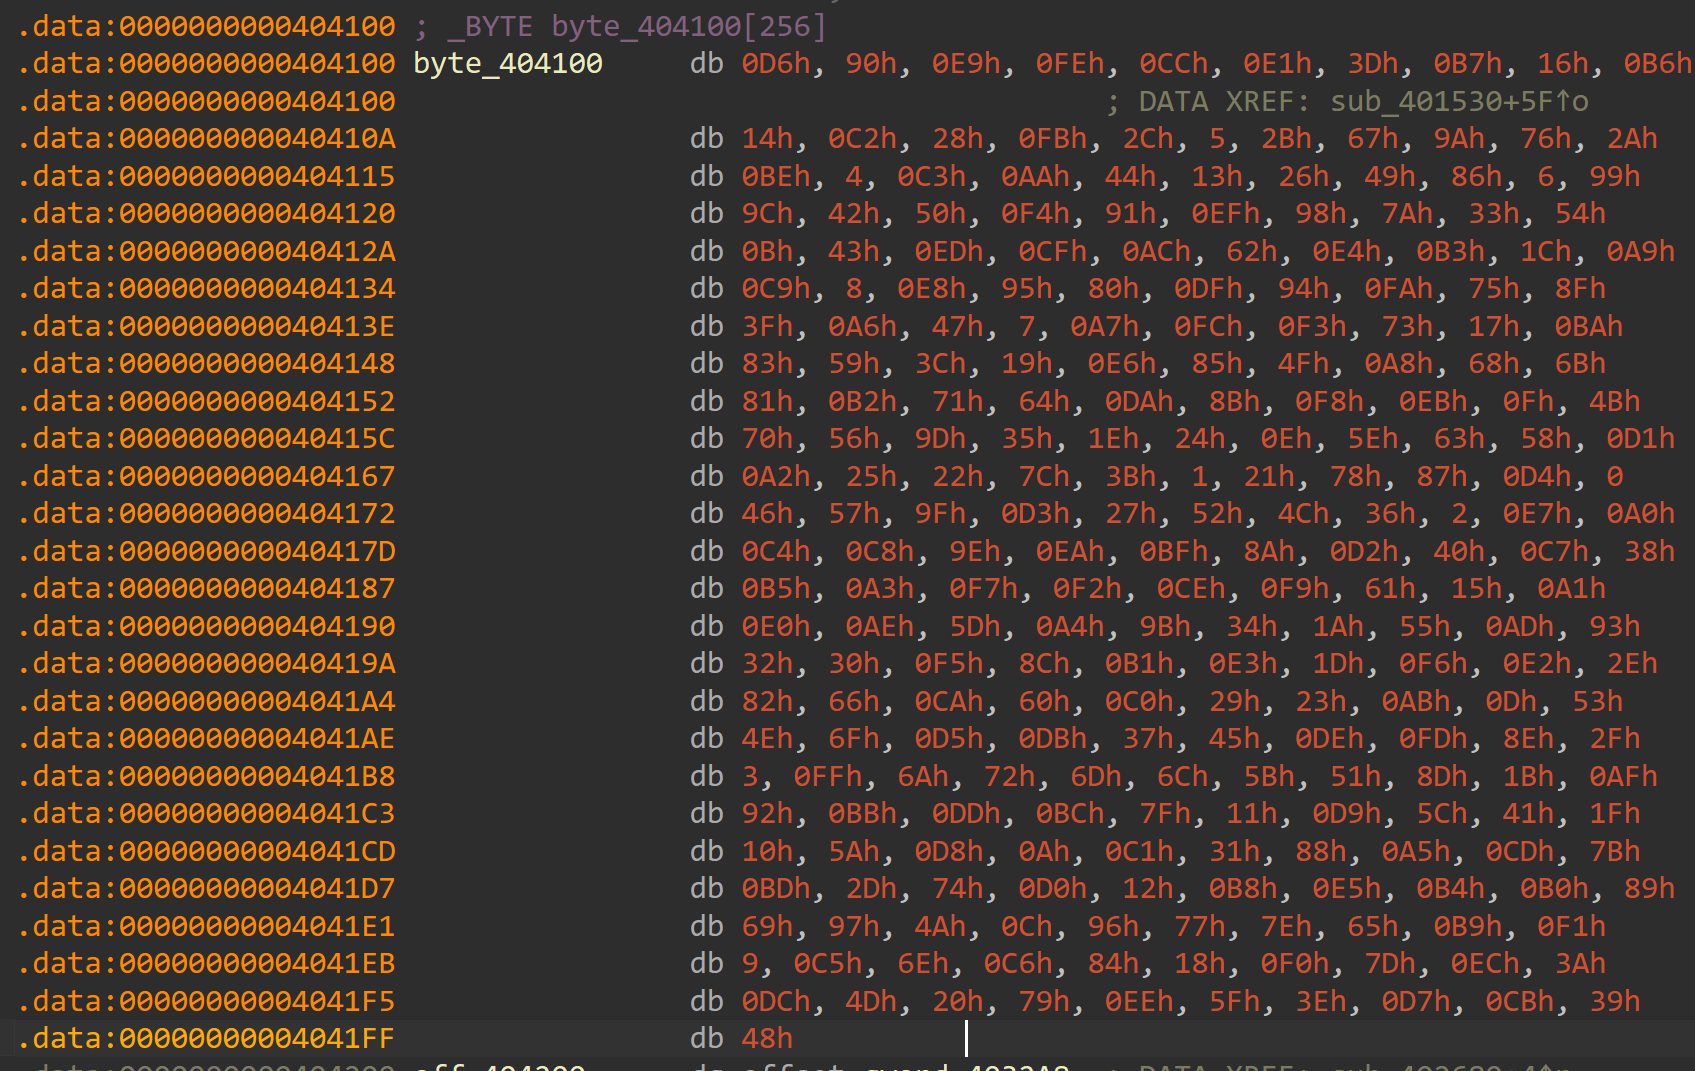 .data:0000000000404100 ; _BYTE byte_404100[256]
.data:0000000000404100 byte_404100 db 0D6h, 90h, 0E9h, 0FEh, 0CCh, 0E1h, 3Dh, 0B7h, 16h, 0B6h
.data:0000000000404100 ; DATA XREF: sub_401530+5F↑o
.data:000000000040410A db 14h, 0C2h, 28h, 0FBh, 2Ch, 5, 2Bh, 67h, 9Ah, 76h, 2Ah
.data:0000000000404115 db 0BEh, 4, 0C3h, 0AAh, 44h, 13h, 26h, 49h, 86h, 6, 99h
.data:0000000000404120 db 9Ch, 42h, 50h, 0F4h, 91h, 0EFh, 98h, 7Ah, 33h, 54h
.data:000000000040412A db 0Bh, 43h, 0EDh, 0CFh, 0ACh, 62h, 0E4h, 0B3h, 1Ch, 0A9h
.data:0000000000404134 db 0C9h, 8, 0E8h, 95h, 80h, 0DFh, 94h, 0FAh, 75h, 8Fh
.data:000000000040413E db 3Fh, 0A6h, 47h, 7, 0A7h, 0FCh, 0F3h, 73h, 17h, 0BAh
.data:0000000000404148 db 83h, 59h, 3Ch, 19h, 0E6h, 85h, 4Fh, 0A8h, 68h, 6Bh
.data:0000000000404152 db 81h, 0B2h, 71h, 64h, 0DAh, 8Bh, 0F8h, 0EBh, 0Fh, 4Bh
.data:000000000040415C db 70h, 56h, 9Dh, 35h, 1Eh, 24h, 0Eh, 5Eh, 63h, 58h, 0D1h
.data:0000000000404167 db 0A2h, 25h, 22h, 7Ch, 3Bh, 1, 21h, 78h, 87h, 0D4h, 0
.data:0000000000404172 db 46h, 57h, 9Fh, 0D3h, 27h, 52h, 4Ch, 36h, 2, 0E7h, 0A0h
.data:000000000040417D db 0C4h, 0C8h, 9Eh, 0EAh, 0BFh, 8Ah, 0D2h, 40h, 0C7h, 38h
.data:0000000000404187 db 0B5h, 0A3h, 0F7h, 0F2h, 0CEh, 0F9h, 61h, 15h, 0A1h
.data:0000000000404190 db 0E0h, 0AEh, 5Dh, 0A4h, 9Bh, 34h, 1Ah, 55h, 0ADh, 93h
.data:000000000040419A db 32h, 30h, 0F5h, 8Ch, 0B1h, 0E3h, 1Dh, 0F6h, 0E2h, 2Eh
.data:00000000004041A4 db 82h, 66h, 0CAh, 60h, 0C0h, 29h, 23h, 0ABh, 0Dh, 53h
.data:00000000004041AE db 4Eh, 6Fh, 0D5h, 0DBh, 37h, 45h, 0DEh, 0FDh, 8Eh, 2Fh
.data:00000000004041B8 db 3, 0FFh, 6Ah, 72h, 6Dh, 6Ch, 5Bh, 51h, 8Dh, 1Bh, 0AFh
.data:00000000004041C3 db 92h, 0BBh, 0DDh, 0BCh, 7Fh, 11h, 0D9h, 5Ch, 41h, 1Fh
.data:00000000004041CD db 10h, 5Ah, 0D8h, 0Ah, 0C1h, 31h, 88h, 0A5h, 0CDh, 7Bh
.data:00000000004041D7 db 0BDh, 2Dh, 74h, 0D0h, 12h, 0B8h, 0E5h, 0B4h, 0B0h, 89h
.data:00000000004041E1 db 69h, 97h, 4Ah, 0Ch, 96h, 77h, 7Eh, 65h, 0B9h, 0F1h
.data:00000000004041EB db 9, 0C5h, 6Eh, 0C6h, 84h, 18h, 0F0h, 7Dh, 0ECh, 3Ah
.data:00000000004041F5 db 0DCh, 4Dh, 20h, 79h, 0EEh, 5Fh, 3Eh, 0D7h, 0CBh, 39h
.data:00000000004041FF db 48h